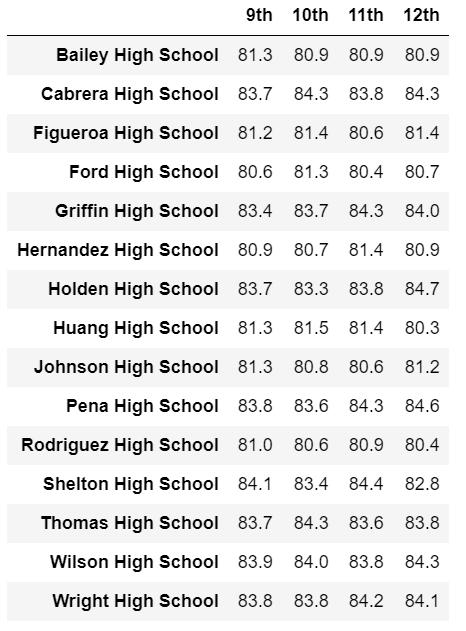 9th 10th 11th 12th
Bailey High School 81.3 80.9 80.9 80.9
Cabrera High School 83.7 84.3 83.8 84.3
Figueroa High School 81.2 81.4 80.6 81.4
Ford High School 80.6 81.3 80.4 80.7
Griffin High School 83.4 83.7 84.3 84.0
Hernandez High School 80.9 80.7 81.4 80.9
Holden High School 83.7 83.3 83.8 84.7
Huang High School 81.3 81.5 81.4 80.3
Johnson High School 81.3 80.8 80.6 81.2
Pena High School 83.8 83.6 84.3 84.6
Rodriguez High School 81.0 80.6 80.9 80.4
Shelton High School 84.1 83.4 84.4 82.8
Thomas High School 83.7 84.3 83.6 83.8
Wilson High School 83.9 84.0 83.8 84.3
Wright High School 83.8 83.8 84.2 84.1